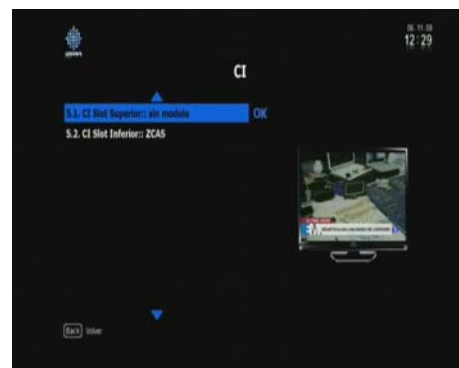 12:29
CI
5.1. CI Slot Superior:: sin modulo
OK
5.2. CI Slot Inferior:: ZCAS
Back
Volver